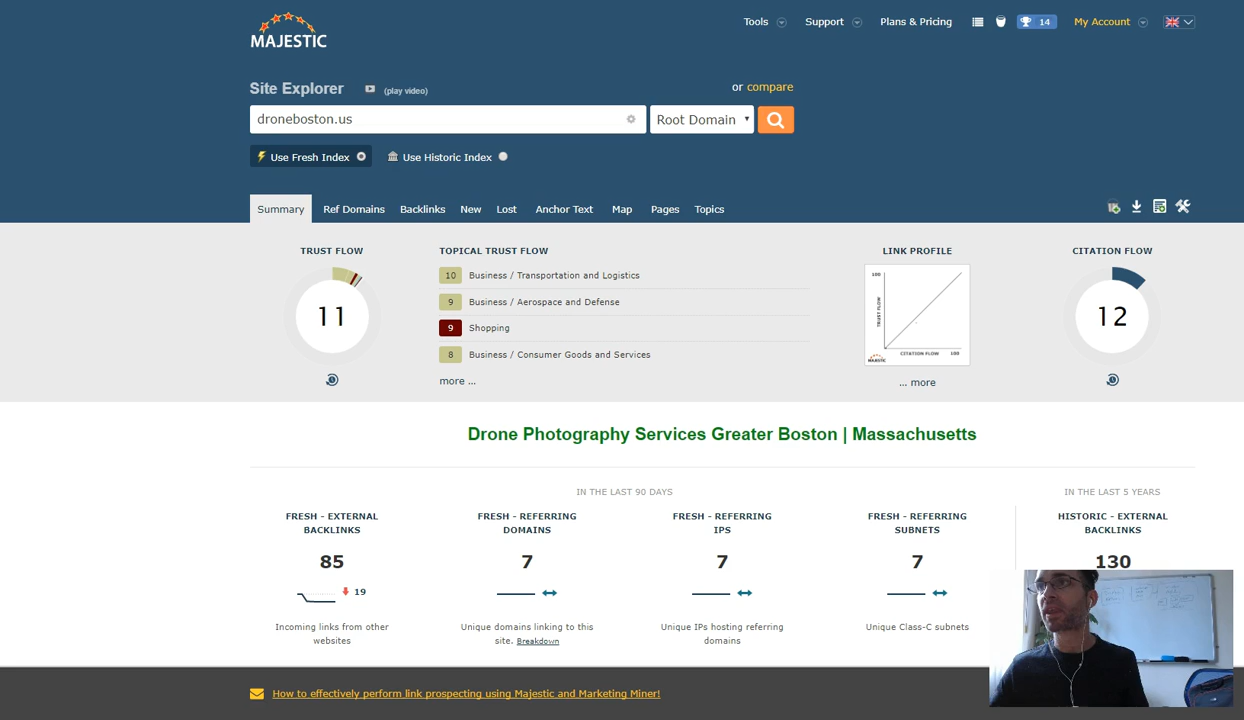 MAJESTIC
Tools
Support
Plans & Pricing
14
My Account
Site Explorer
(play video)
or compare
droneboston.us
Root Domain
Use Fresh Index
Use Historic Index
Summary
Ref Domains
Backlinks
New
Lost
Anchor Text
Map
Pages
Topics
TRUST FLOW
11
TOPICAL TRUST FLOW
10 Business / Transportation and Logistics
9 Business / Aerospace and Defense
9 Shopping
8 Business / Consumer Goods and Services
more ...
LINK PROFILE
100
TRUST FLOW
CITATION FLOW
100
MAJESTIC
... more
CITATION FLOW
12
Drone Photography Services Greater Boston | Massachusetts
IN THE LAST 90 DAYS
IN THE LAST 5 YEARS
FRESH - EXTERNAL
BACKLINKS
85
19
Incoming links from other
websites
FRESH - REFERRING
DOMAINS
7
Unique domains linking to this
site. Breakdown
FRESH - REFERRING
IPS
7
Unique IPs hosting referring
domains
FRESH - REFERRING
SUBNETS
7
Unique Class-C subnets
HISTORIC - EXTERNAL
BACKLINKS
130
How to effectively perform link prospecting using Majestic and Marketing Miner!